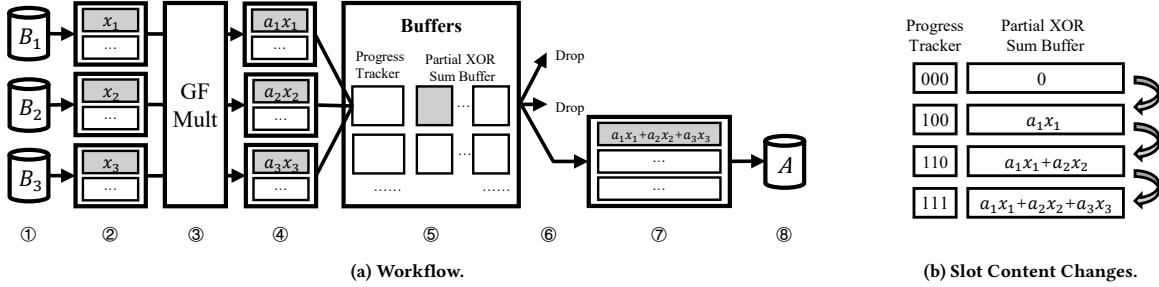 B₁
x₁
...
B₂
x₂
...
B₃
x₃
...
GF
Mult
a₁x₁
...
a₂x₂
...
a₃x₃
...
Buffers
Progress
Tracker
Partial XOR
Sum Buffer
...
...
......
......
Drop
Drop
a₁x₁+a₂x₂+a₃x₃
...
...
A
① ② ③ ④ ⑤ ⑥ ⑦ ⑧
(a) Workflow.
Progress
Tracker
Partial XOR
Sum Buffer
000 0
100 a₁x₁
110 a₁x₁+a₂x₂
111 a₁x₁+a₂x₂+a₃x₃
(b) Slot Content Changes.